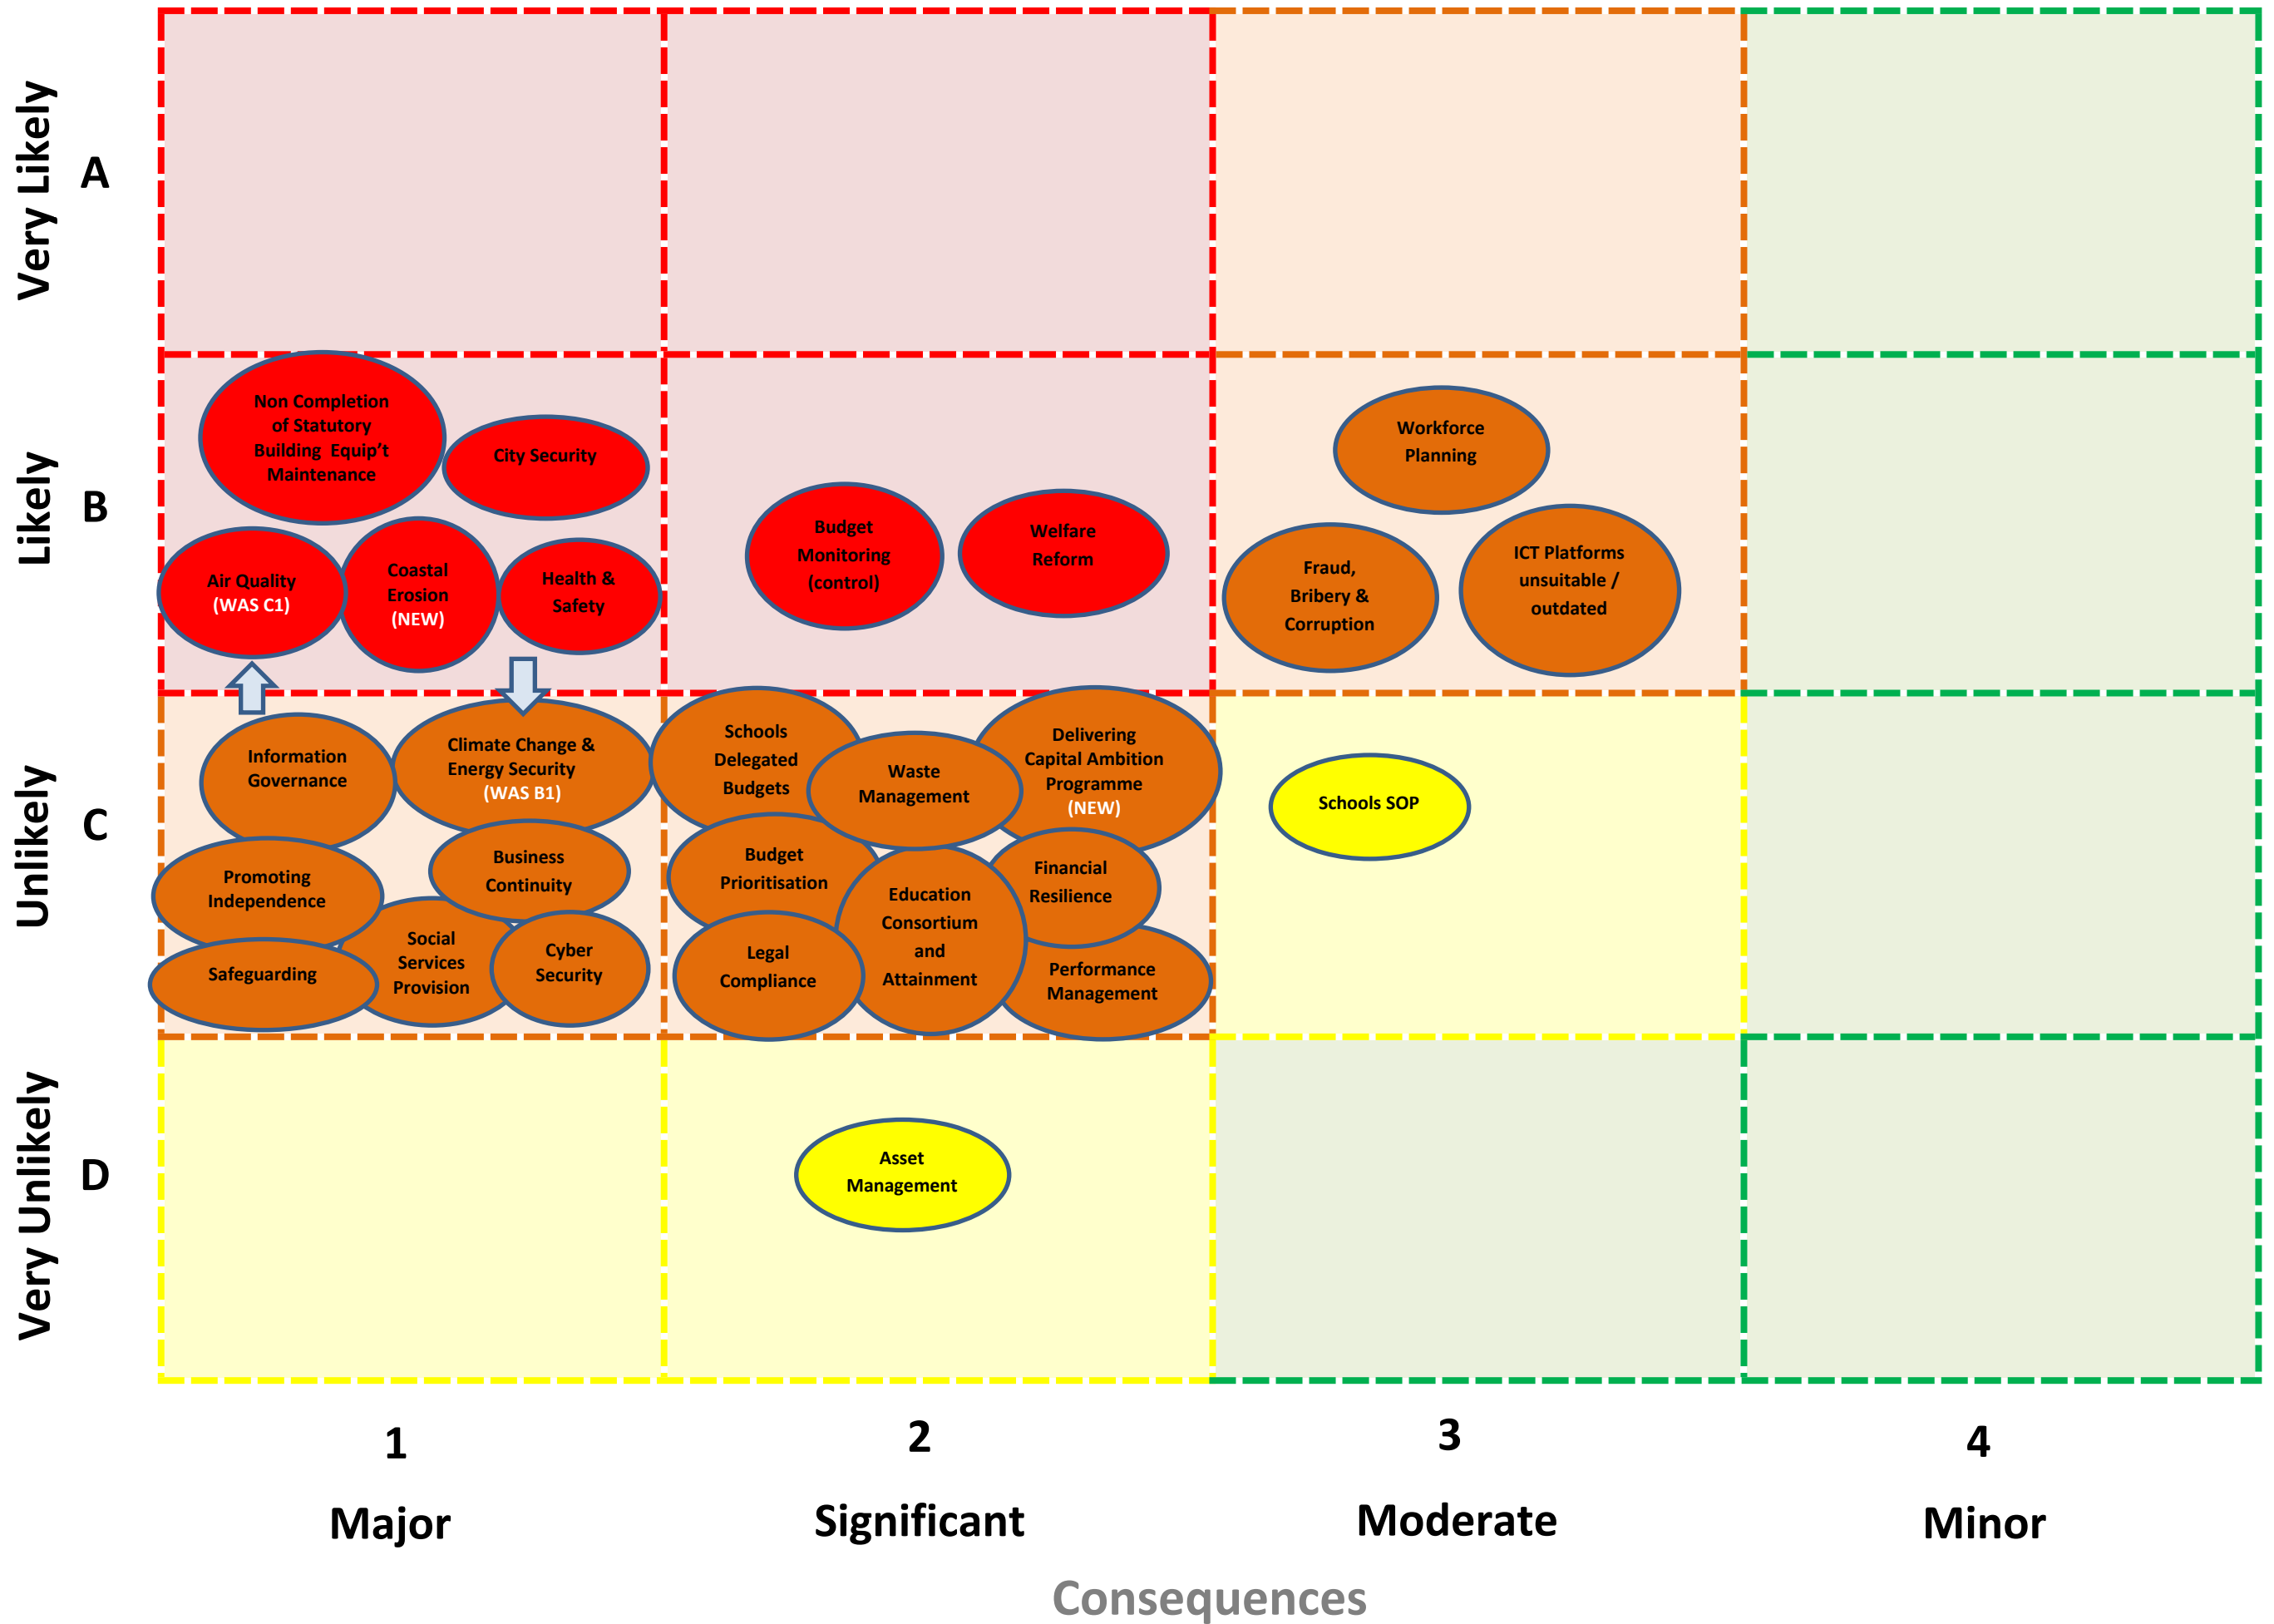 Very Likely
A
Likely
B
Non Completion
of Statutory
Building Equip’t
Maintenance
City Security
Air Quality
(WAS C1)
Coastal
Erosion
(NEW)
Health &
Safety
Budget
Monitoring
(control)
Welfare
Reform
Workforce
Planning
Fraud,
Bribery &
Corruption
ICT Platforms
unsuitable /
outdated
Unlikely
C
Information
Governance
Climate Change &
Energy Security
(WAS B1)
Promoting
Independence
Business
Continuity
Safeguarding
Social
Services
Provision
Cyber
Security
Schools
Delegated
Budgets
Waste
Management
Delivering
Capital Ambition
Programme
(NEW)
Budget
Prioritisation
Education
Consortium
and
Attainment
Financial
Resilience
Legal
Compliance
Performance
Management
Schools SOP
Very Unlikely
D
Asset
Management
1
2
3
4
Major
Significant
Moderate
Minor
Consequences